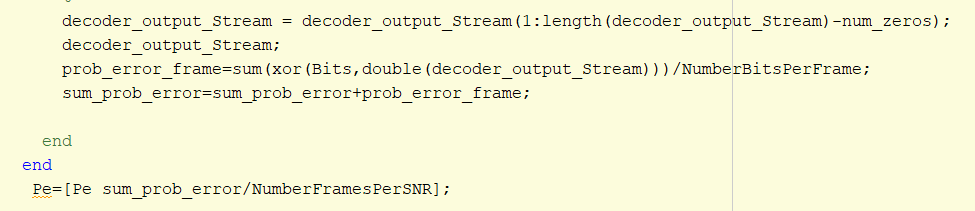 decoder_output_Stream = decoder_output_Stream(1:length(decoder_output_Stream)-num_zeros);
decoder_output_Stream;
prob_error_frame=sum(xor(Bits,double(decoder_output_Stream)))/NumberBitsPerFrame;
sum_prob_error=sum_prob_error+prob_error_frame;
end
end
Pe=[Pe sum_prob_error/NumberFramesPerSNR];